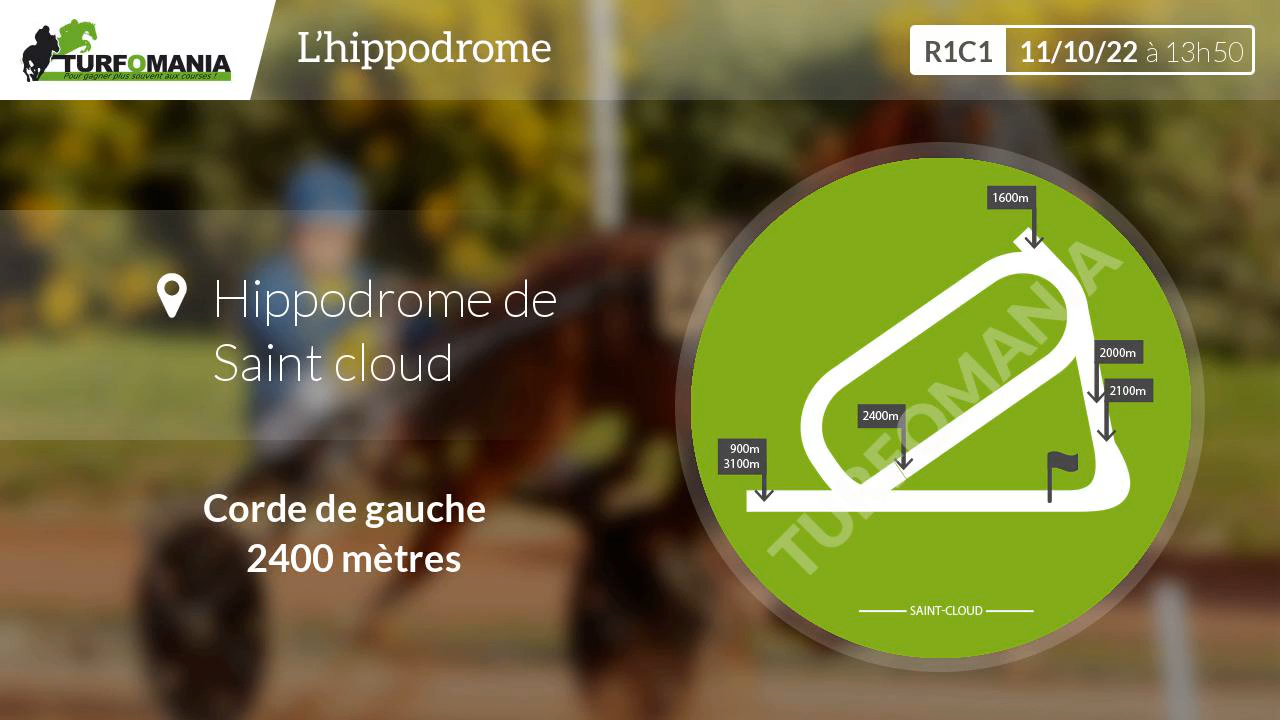 TURFOMANIA
Pour gagner plus souvent aux courses !
L'hippodrome
R1C1 11/10/22 à 13h50
Hippodrome de
Saint cloud
Corde de gauche
2400 mètres
1600m
2000m
2100m
2400m
900m
3100m
TURFOMANIA
SAINT-CLOUD